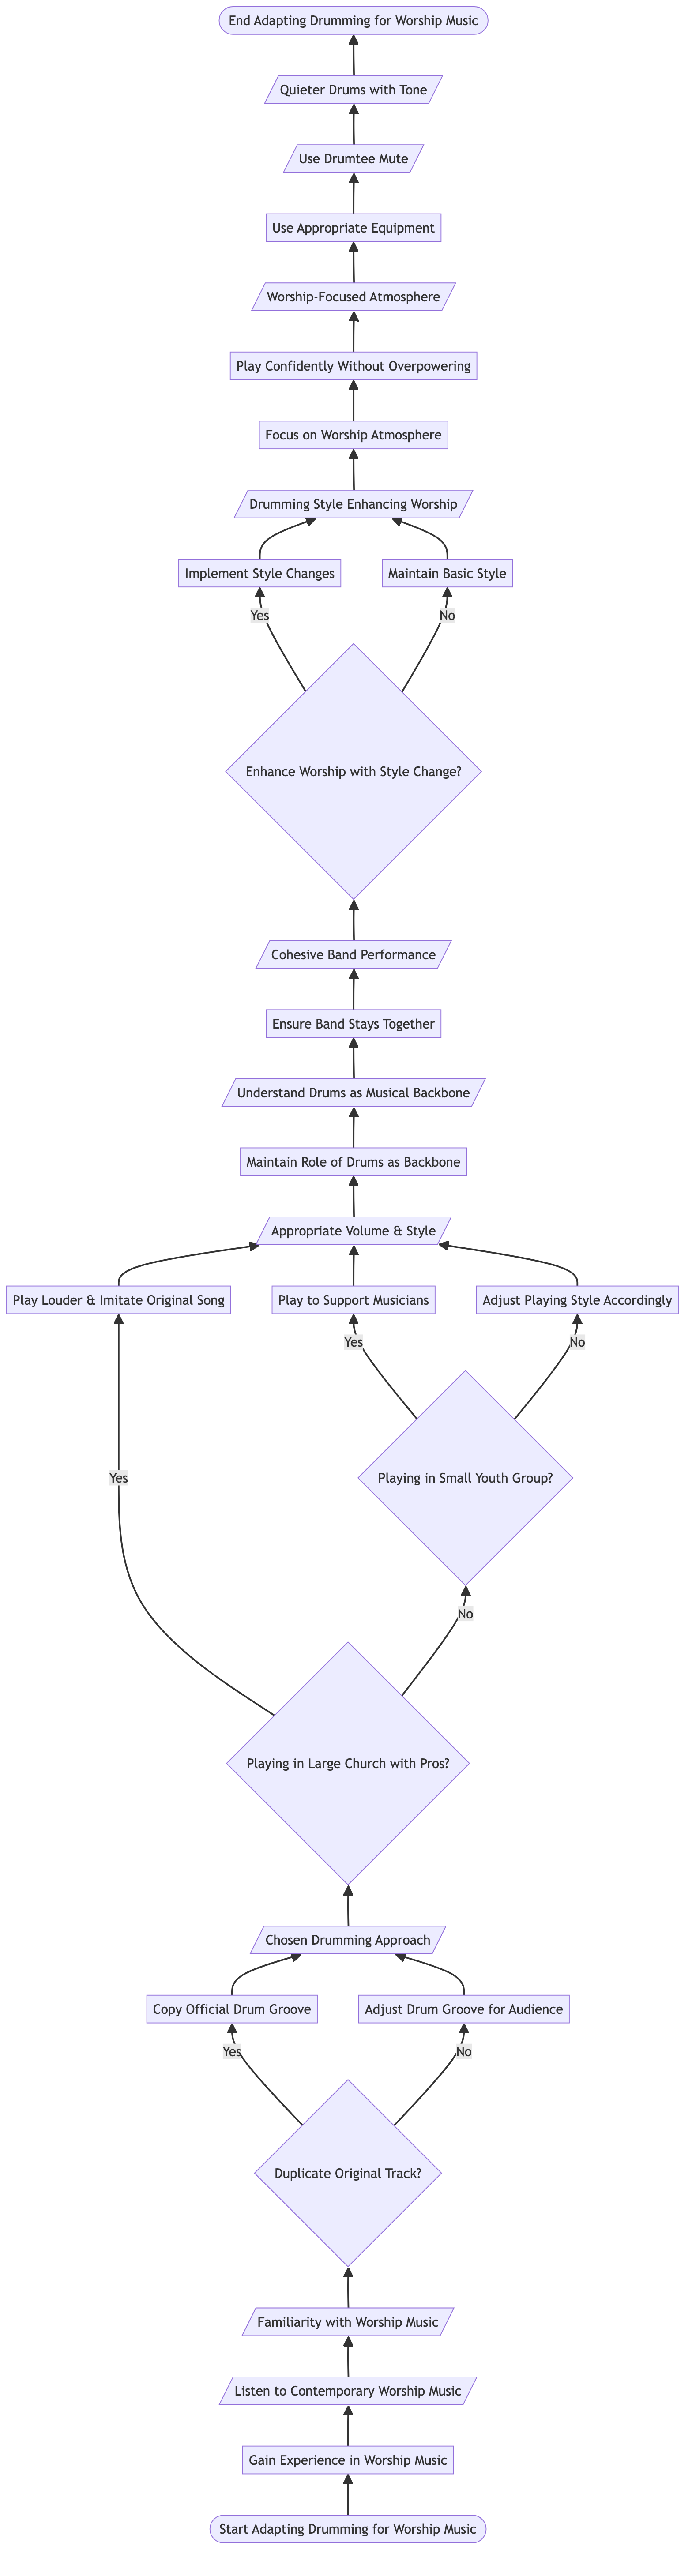 End Adapting Drumming for Worship Music
Quieter Drums with Tone
Use Drumtee Mute
Use Appropriate Equipment
Worship-Focused Atmosphere
Play Confidently Without Overpowering
Focus on Worship Atmosphere
Drumming Style Enhancing Worship
Implement Style Changes
Maintain Basic Style
Yes
No
Enhance Worship with Style Change?
Cohesive Band Performance
Ensure Band Stays Together
Understand Drums as Musical Backbone
Maintain Role of Drums as Backbone
Appropriate Volume & Style
Play Louder & Imitate Original Song
Play to Support Musicians
Adjust Playing Style Accordingly
Yes
No
Yes
Playing in Small Youth Group?
No
Playing in Large Church with Pros?
Chosen Drumming Approach
Copy Official Drum Groove
Adjust Drum Groove for Audience
Yes
No
Duplicate Original Track?
Familiarity with Worship Music
Listen to Contemporary Worship Music
Gain Experience in Worship Music
Start Adapting Drumming for Worship Music